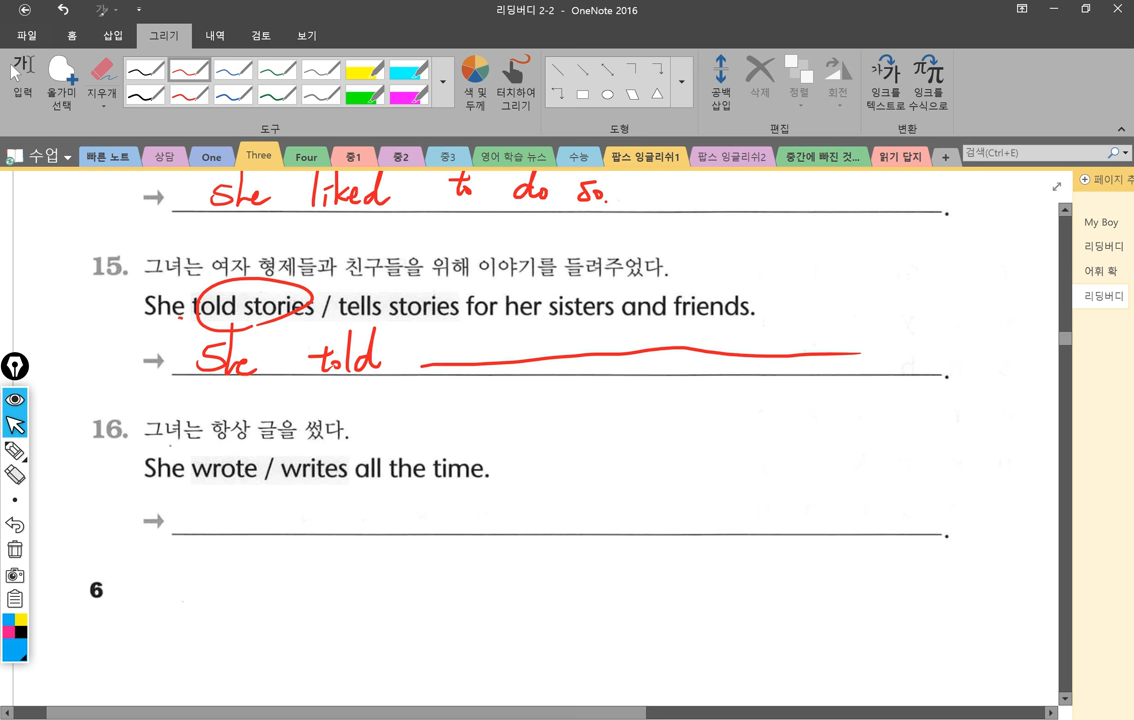 리딩버디 2-2 - OneNote 2016
파일 홈 삽입 그리기 내역 검토 보기
입력 올가미 선택 지우개 색 및 두께 터치하여 그리기 공백 삽입 삭제 정렬 회전 잉크를 텍스트로 잉크를 수식으로
도구 도형 편집 변환
수업 빠른 노트 상담 One Three Four 중1 중2 중3 영어 학습 뉴스 수능 팝스 잉글리쉬1 팝스 잉글리쉬2 중간에 빠진 것... 읽기 답지 + 검색(Ctrl+E)
페이지 추
My Boy
리딩버디
어휘 확
리딩버디
→ She liked to do so.
15. 그녀는 여자 형제들과 친구들을 위해 이야기를 들려주었다.
She told stories / tells stories for her sisters and friends.
→ She told .
16. 그녀는 항상 글을 썼다.
She wrote / writes all the time.
→ .
6